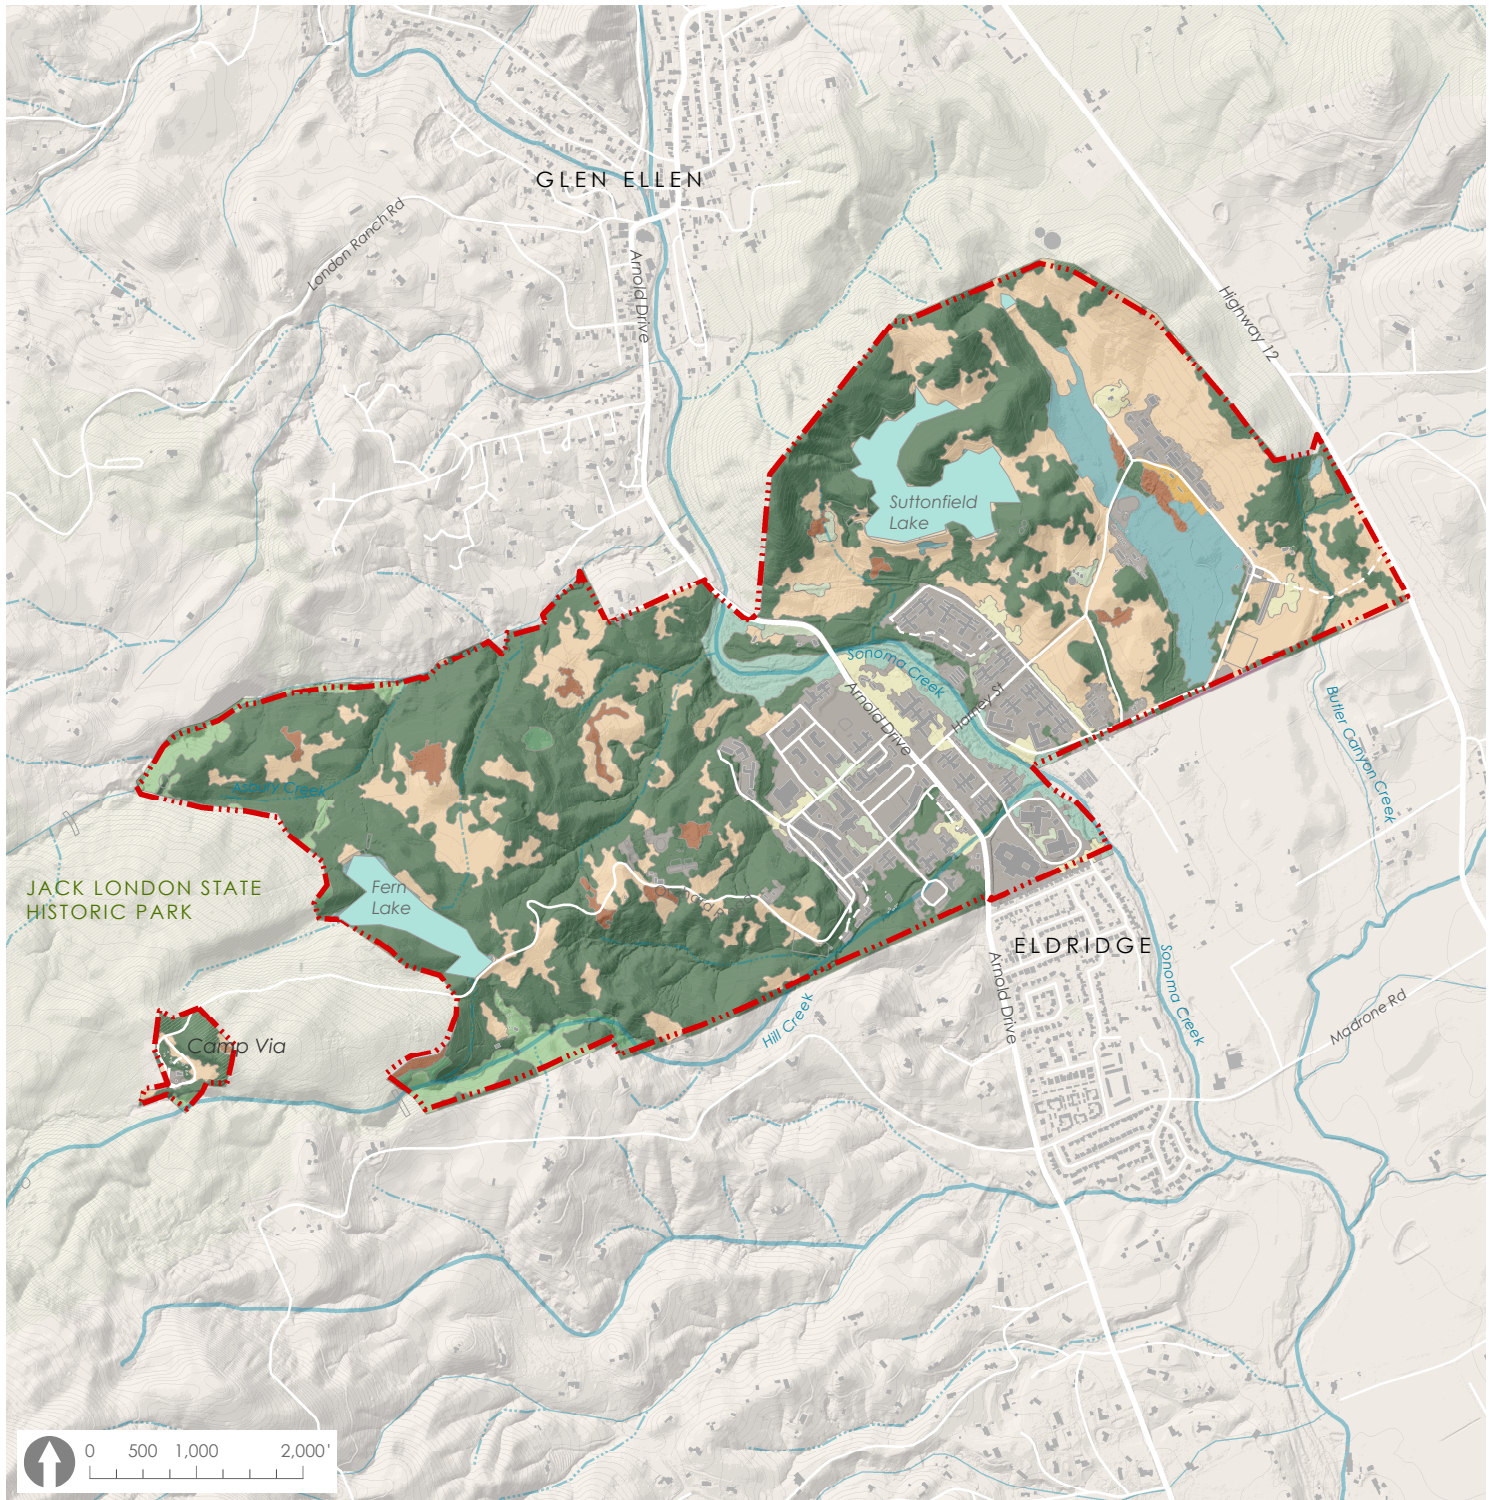 GLEN ELLEN
London Ranch Rd
Arnold Drive
Highway 12
Suttonfield
Lake
Sonoma Creek
Arnold Drive
Harney St
Butler Canyon Creek
Asbury Creek
JACK LONDON STATE
HISTORIC PARK
Fern
Lake
ELDRIDGE
Arnold Drive
Sonoma Creek
Hill Creek
Madrone Rd
Camp Via
0 500 1,000 2,000'